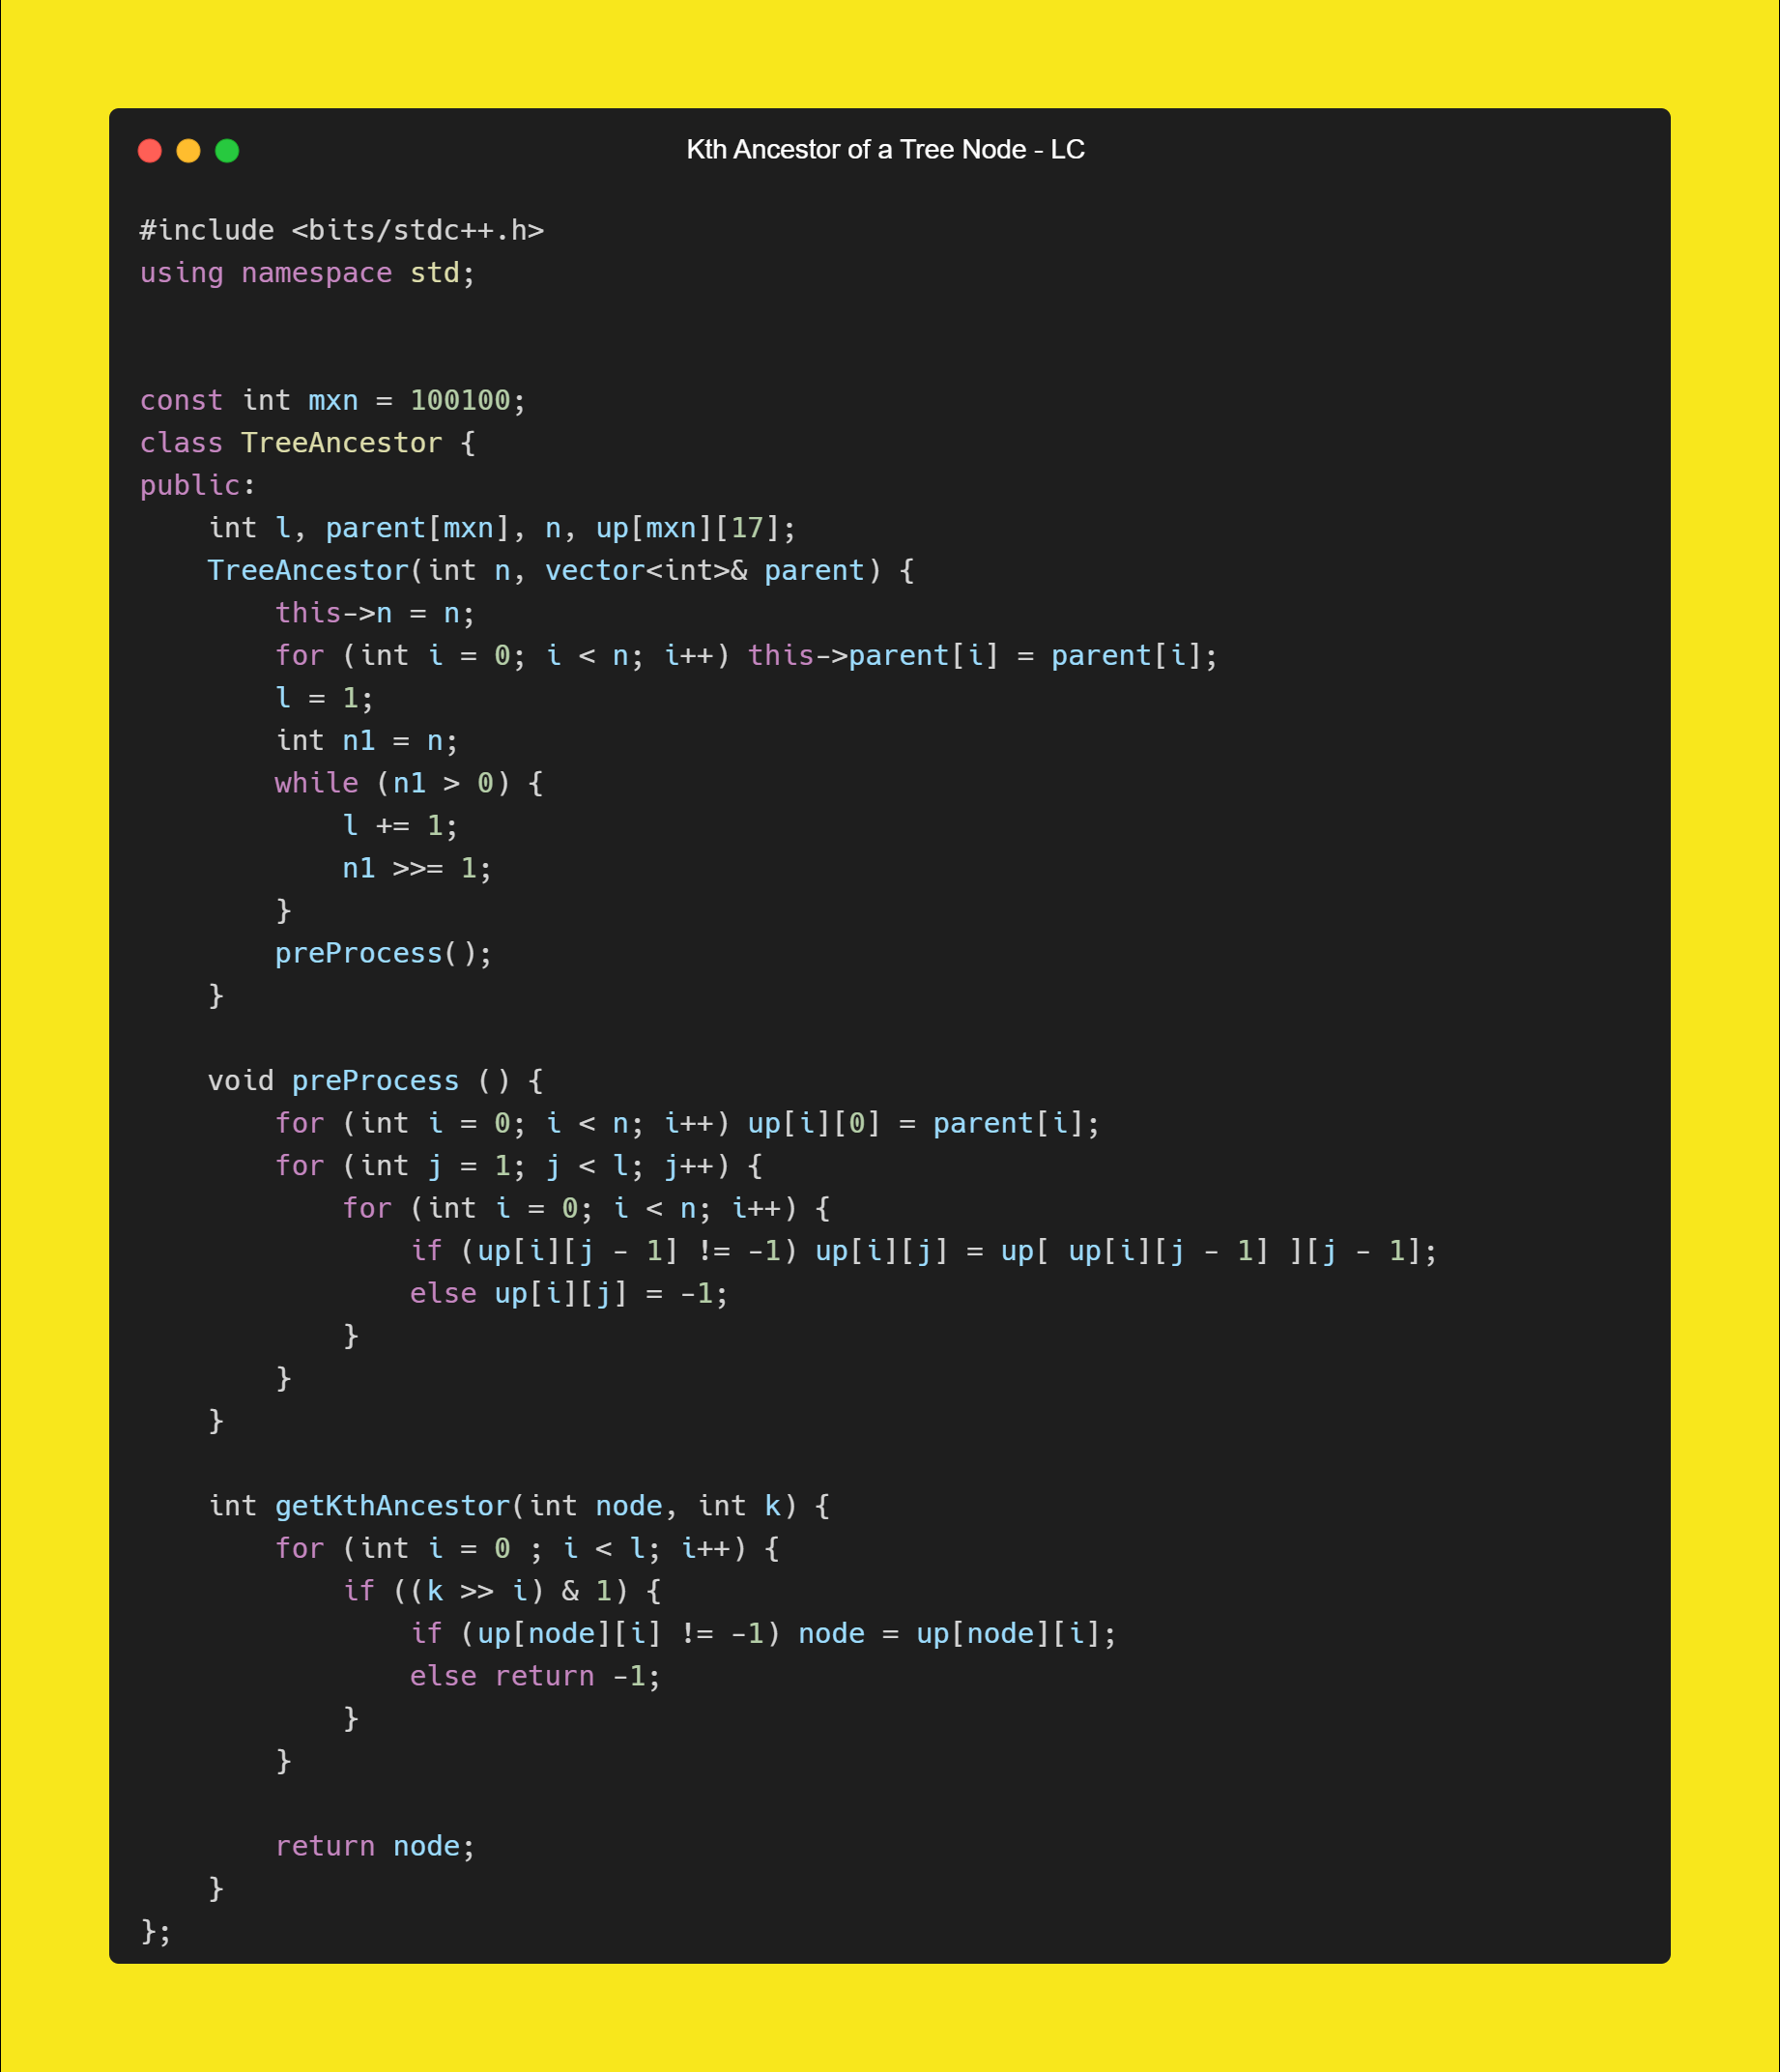 Kth Ancestor of a Tree Node - LC
#include <bits/stdc++.h>
using namespace std;
const int mxn = 100100;
class TreeAncestor {
public:
    int l, parent[mxn], n, up[mxn][17];
    TreeAncestor(int n, vector<int>& parent) {
        this->n = n;
        for (int i = 0; i < n; i++) this->parent[i] = parent[i];
        l = 1;
        int n1 = n;
        while (n1 > 0) {
            l += 1;
            n1 >>= 1;
        }
        preProcess();
    }
    void preProcess () {
        for (int i = 0; i < n; i++) up[i][0] = parent[i];
        for (int j = 1; j < l; j++) {
            for (int i = 0; i < n; i++) {
                if (up[i][j - 1] != -1) up[i][j] = up[ up[i][j - 1] ][j - 1];
                else up[i][j] = -1;
            }
        }
    }
    int getKthAncestor(int node, int k) {
        for (int i = 0 ; i < l; i++) {
            if ((k >> i) & 1) {
                if (up[node][i] != -1) node = up[node][i];
                else return -1;
            }
        }
        return node;
    }
};